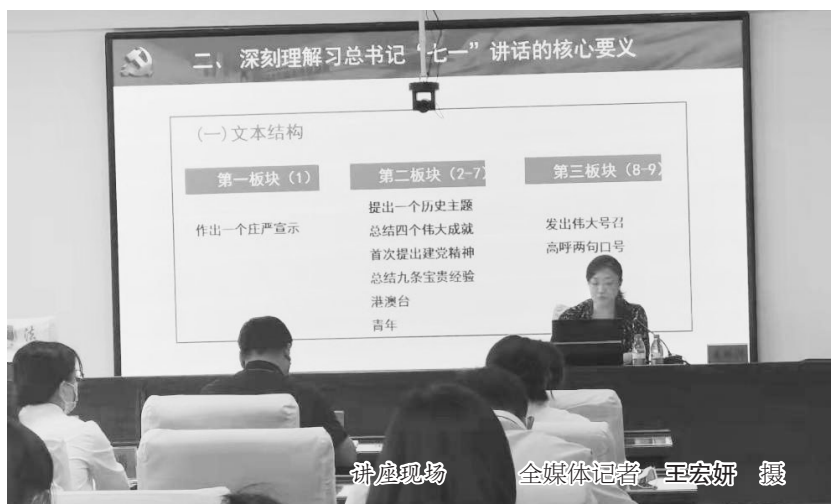 二、深刻理解习总书记“七一”讲话的核心要义
(一)文本结构
第一板块（1）
作出一个庄严宣示
第二板块（2-7）
提出一个历史主题
总结四个伟大成就
首次提出建党精神
总结九条宝贵经验
港澳台
青年
第三板块（8-9）
发出伟大号召
高呼两句口号
讲座现场 全媒体记者 王宏妍 摄